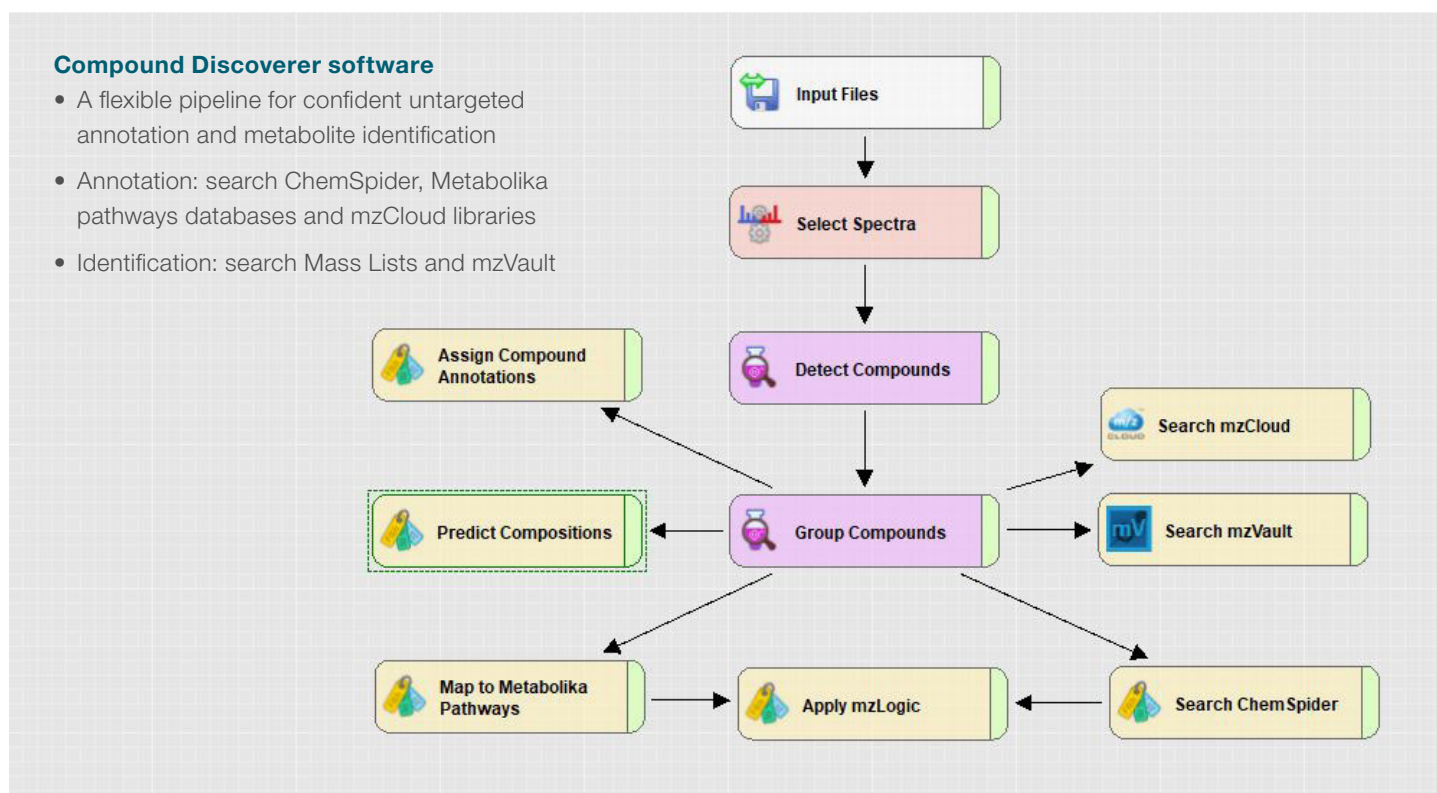 Compound Discoverer software
• A flexible pipeline for confident untargeted
annotation and metabolite identification
• Annotation: search ChemSpider, Metabolika
pathways databases and mzCloud libraries
• Identification: search Mass Lists and mzVault
Input Files
Select Spectra
Detect Compounds
Assign Compound
Annotations
m/z
CLOUD
Search mzCloud
Predict Compositions
Group Compounds
mV
Search mzVault
Map to Metabolika
Pathways
Apply mzLogic
Search ChemSpider